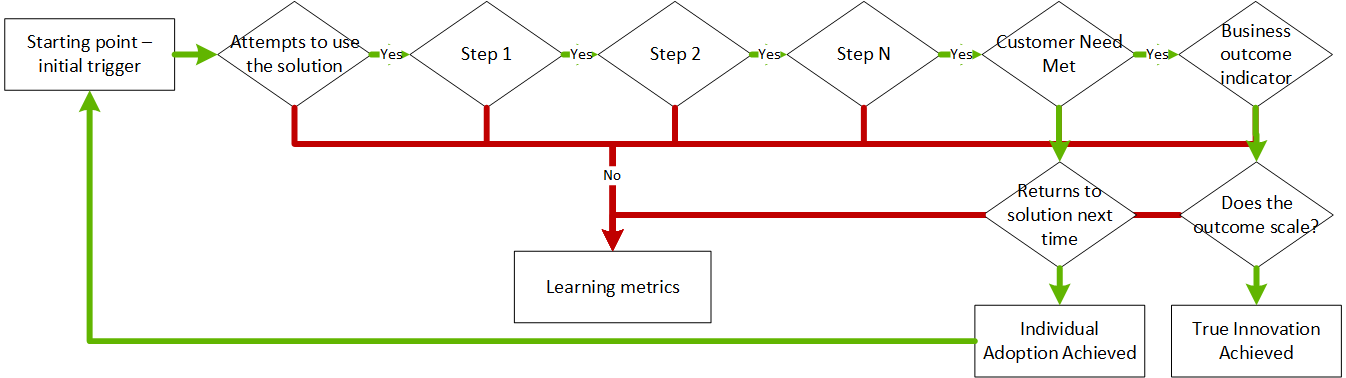 Starting point –
initial trigger
Attempts to use
the solution
Yes
Step 1
Yes
Step 2
Yes
Step N
Yes
Customer Need
Met
Yes
Business
outcome
indicator
No
Returns to
solution next
time
Does the
outcome scale?
Learning metrics
Individual
Adoption Achieved
True Innovation
Achieved